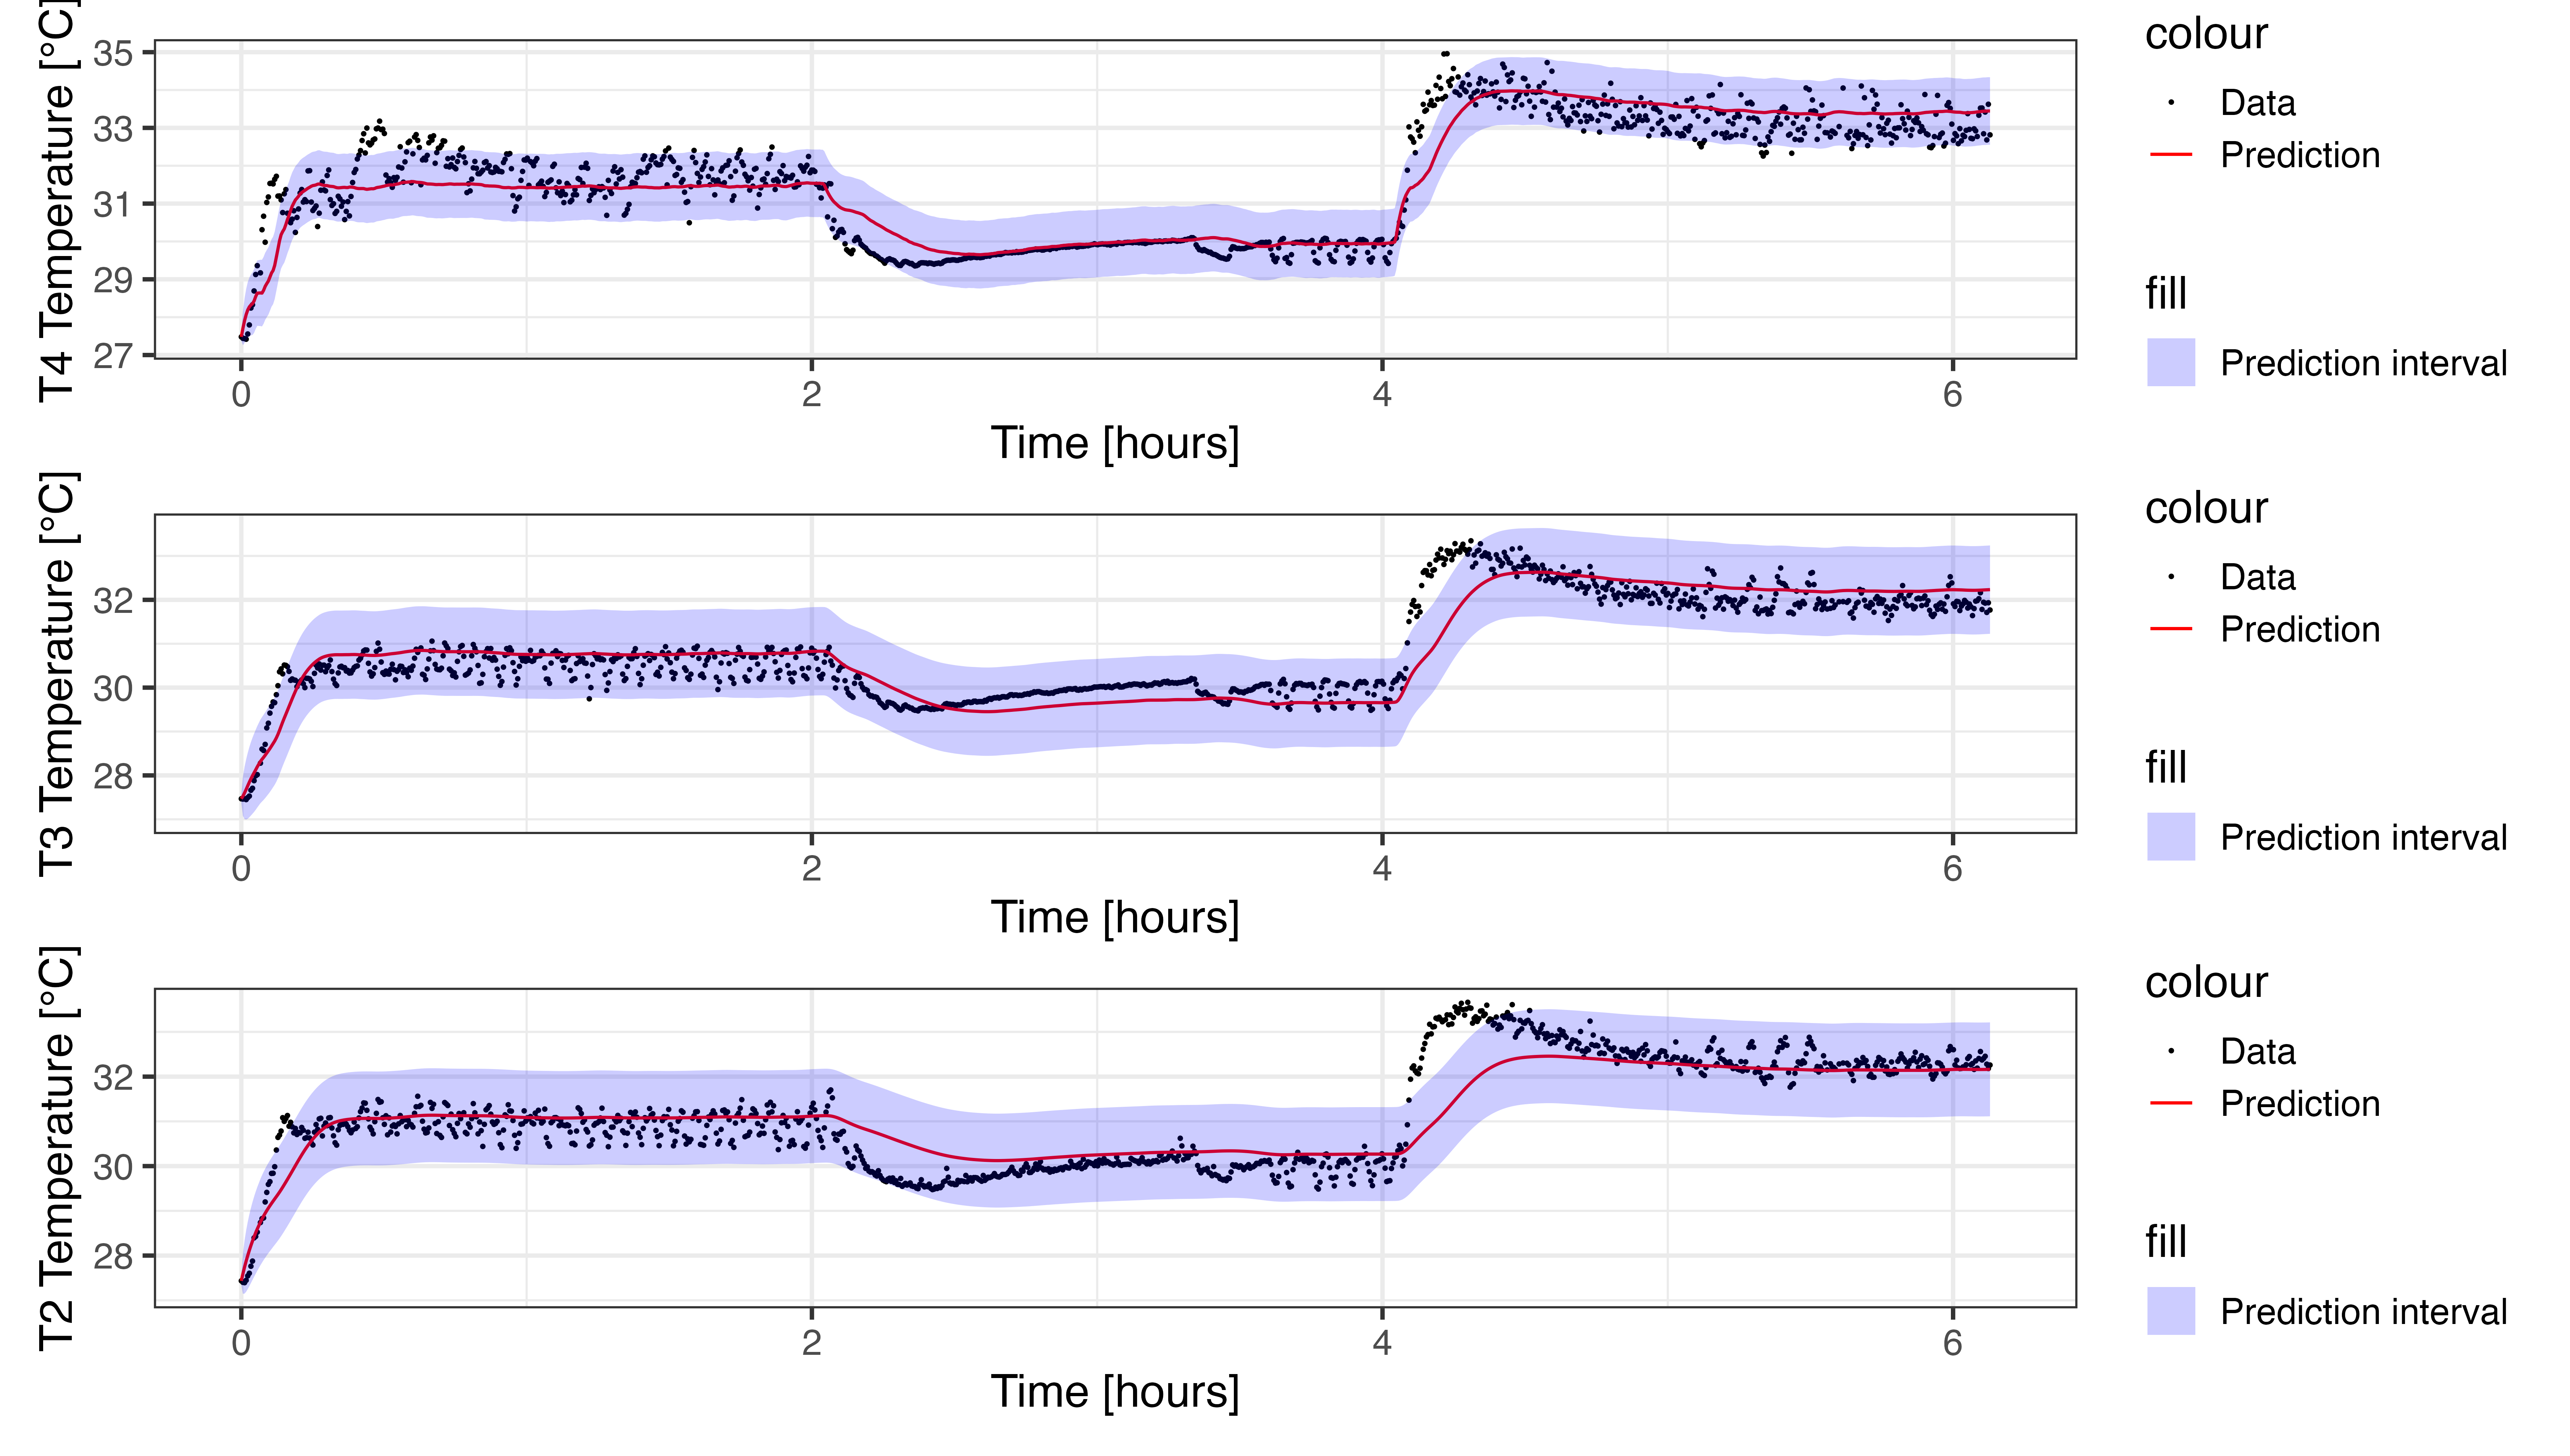 T4 Temperature [°C]
35
33
31
29
27
0 2 4 6
Time [hours]
colour
Data
Prediction
fill
Prediction interval
T3 Temperature [°C]
32
30
28
0 2 4 6
Time [hours]
colour
Data
Prediction
fill
Prediction interval
T2 Temperature [°C]
32
30
28
0 2 4 6
Time [hours]
colour
Data
Prediction
fill
Prediction interval